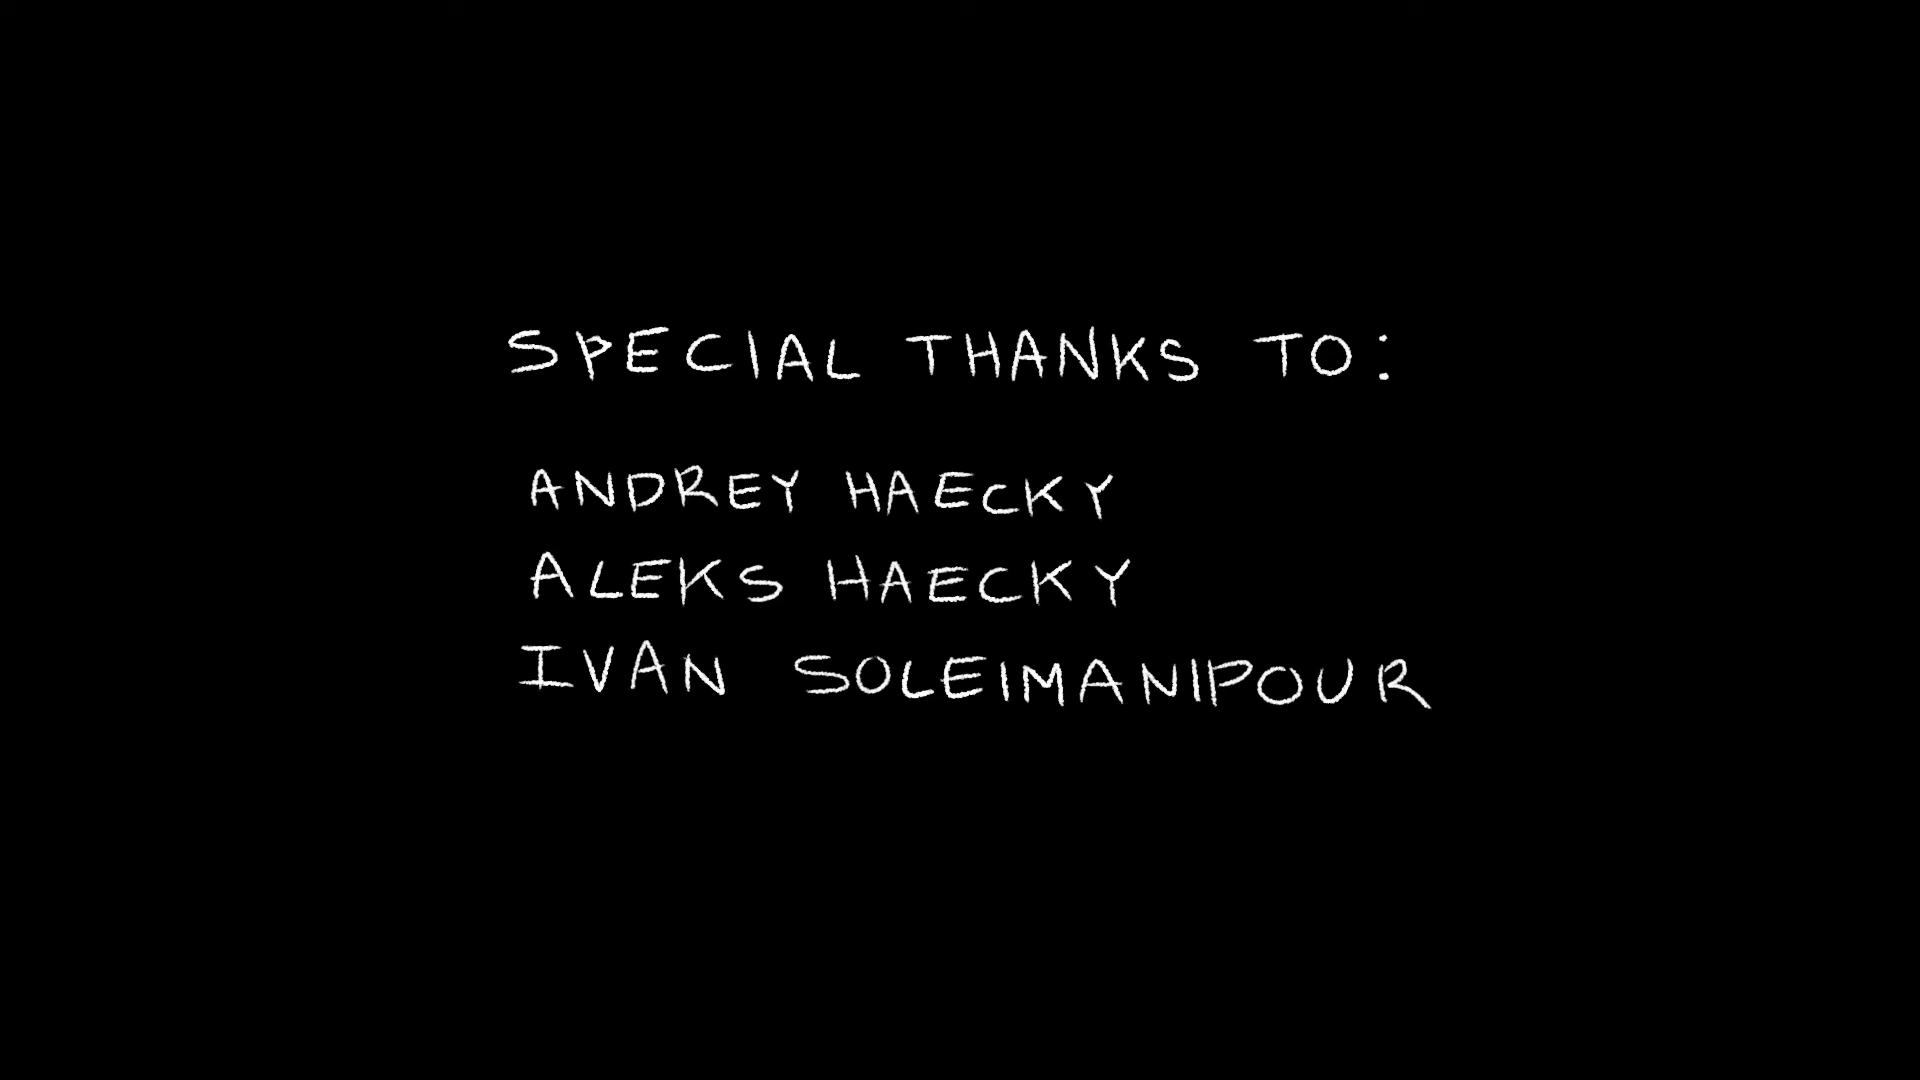 SPECIAL THANKS TO:
ANDREY HAECKY
ALEKS HAECKY
IVAN SOLEIMANIPOUR